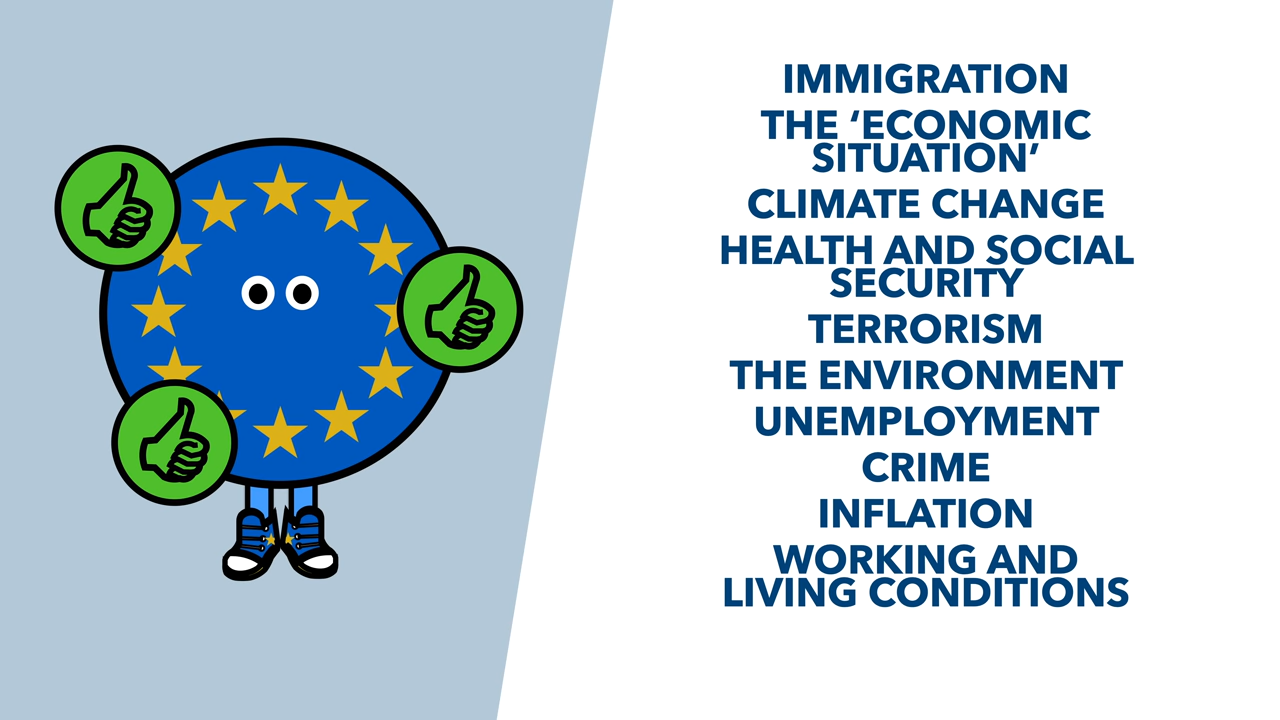 IMMIGRATION
THE ‘ECONOMIC
SITUATION’
CLIMATE CHANGE
HEALTH AND SOCIAL
SECURITY
TERRORISM
THE ENVIRONMENT
UNEMPLOYMENT
CRIME
INFLATION
WORKING AND
LIVING CONDITIONS